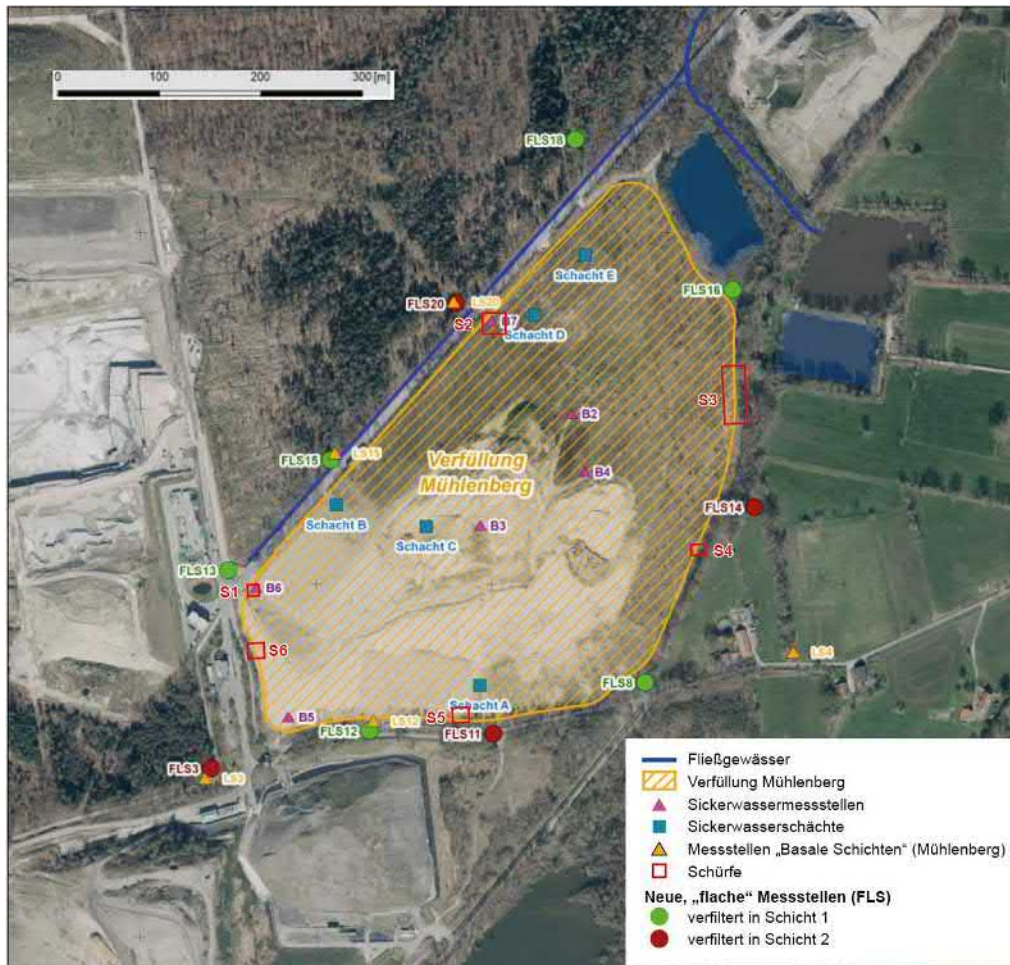 0 100 200 300 [m]
FLS18
Schacht E
FLS16
FLS20 LS20
S2 B7
Schacht D
S3
B2
Verfüllung
Mühlenberg
B4
FLS15 LS15
Schacht B
Schacht C
B3
FLS14
S4
FLS13
S1 B6
S6
LS4
FLS8
Schacht A
B5
S5
LS12
FLS12
FLS11
FLS3 LS3
Fließgewässer
Verfüllung Mühlenberg
Sickerwassermessstellen
Sickerwasserschächte
Messstellen „Basale Schichten“ (Mühlenberg)
Schürfe
Neue, „flache“ Messstellen (FLS)
verfiltert in Schicht 1
verfiltert in Schicht 2